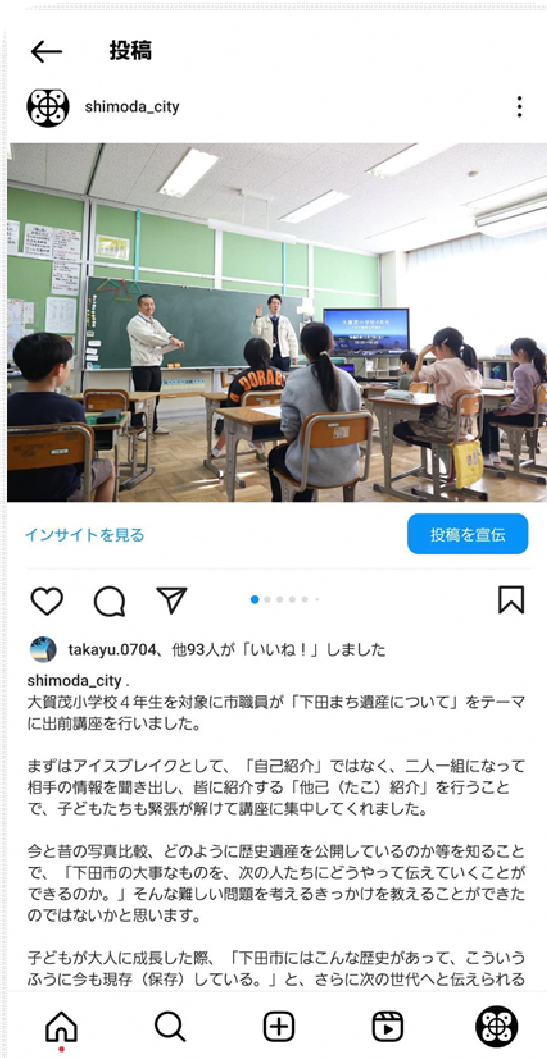 投稿
shimoda_city
インサイトを見る
投稿を宣伝
takayu.0704、他93人が「いいね！」しました
shimoda_city .
大賀茂小学校４年生を対象に市職員が「下田まち遺産について」をテーマ
に出前講座を行いました。
まずはアイスブレイクとして、「自己紹介」ではなく、二人一組になって
相手の情報を聞き出し、皆に紹介する「他己（たこ）紹介」を行うこと
で、子どもたちも緊張が解けて講座に集中してくれました。
今と昔の写真比較、どのように歴史遺産を公開しているのか等を知ること
で、「下田市の大事なものを、次の人たちにどうやって伝えていくことが
できるのか。」そんな難しい問題を考えるきっかけを教えることができた
のではないかと思います。
子どもが大人に成長した際、「下田市にはこんな歴史があって、こういう
ふうに今も現存（保存）している。」と、さらに次の世代へと伝えられる